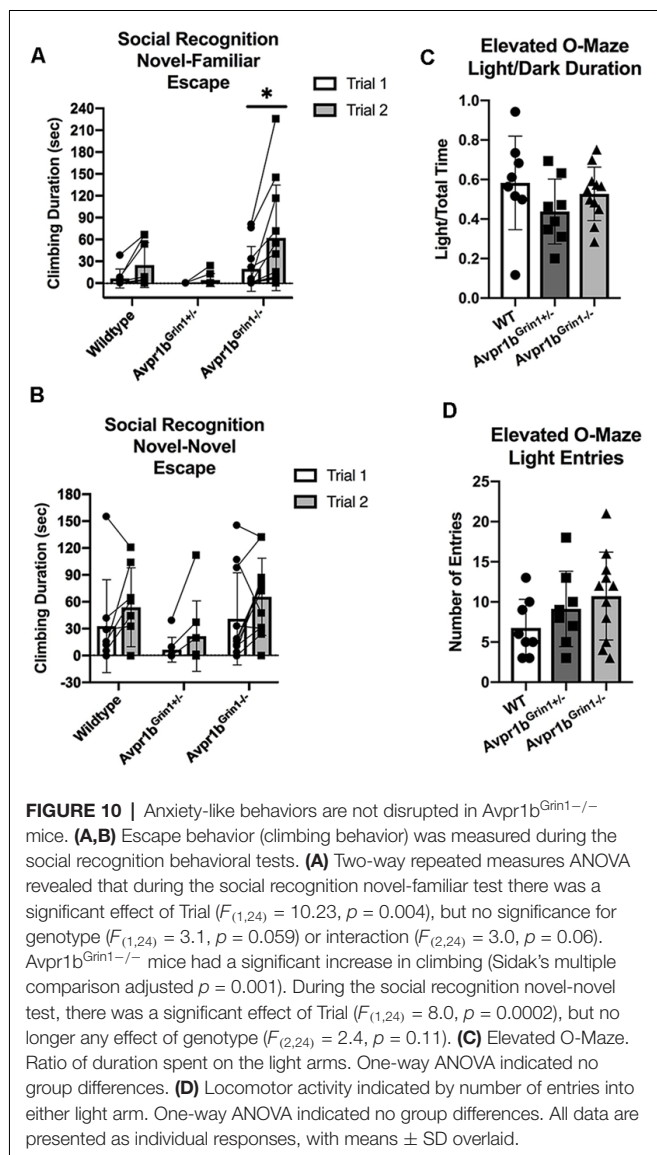 A
Social Recognition
Novel-Familiar
Escape
Trial 1
Trial 2
*
240
210
180
150
120
90
60
30
0
Climbing Duration (sec)
Wildtype
Avpr1bGrin1+/-
Avpr1bGrin1-/-
B
Social Recognition
Novel-Novel
Escape
Trial 1
Trial 2
180
150
120
90
60
30
0
-30
Climbing Duration (sec)
Wildtype
Avpr1bGrin1+/-
Avpr1bGrin1-/-
C
Elevated O-Maze
Light/Dark Duration
1.0
0.8
0.6
0.4
0.2
0.0
Light/Total Time
WT
Avpr1bGrin1+/-
Avpr1bGrin1-/-
D
Elevated O-Maze
Light Entries
25
20
15
10
5
0
Number of Entries
WT
Avpr1bGrin1+/-
Avpr1bGrin1-/-
FIGURE 10 | Anxiety-like behaviors are not disrupted in Avpr1bGrin1−/−
mice. (A,B) Escape behavior (climbing behavior) was measured during the
social recognition behavioral tests. (A) Two-way repeated measures ANOVA
revealed that during the social recognition novel-familiar test there was a
significant effect of Trial (F(1,24) = 10.23, p = 0.004), but no significance for
genotype (F(1,24) = 3.1, p = 0.059) or interaction (F(2,24) = 3.0, p = 0.06).
Avpr1bGrin1−/− mice had a significant increase in climbing (Sidak's multiple
comparison adjusted p = 0.001). During the social recognition novel-novel
test, there was a significant effect of Trial (F(1,24) = 8.0, p = 0.0002), but no
longer any effect of genotype (F(2,24) = 2.4, p = 0.11). (C) Elevated O-Maze.
Ratio of duration spent on the light arms. One-way ANOVA indicated no
group differences. (D) Locomotor activity indicated by number of entries into
either light arm. One-way ANOVA indicated no group differences. All data are
presented as individual responses, with means ± SD overlaid.